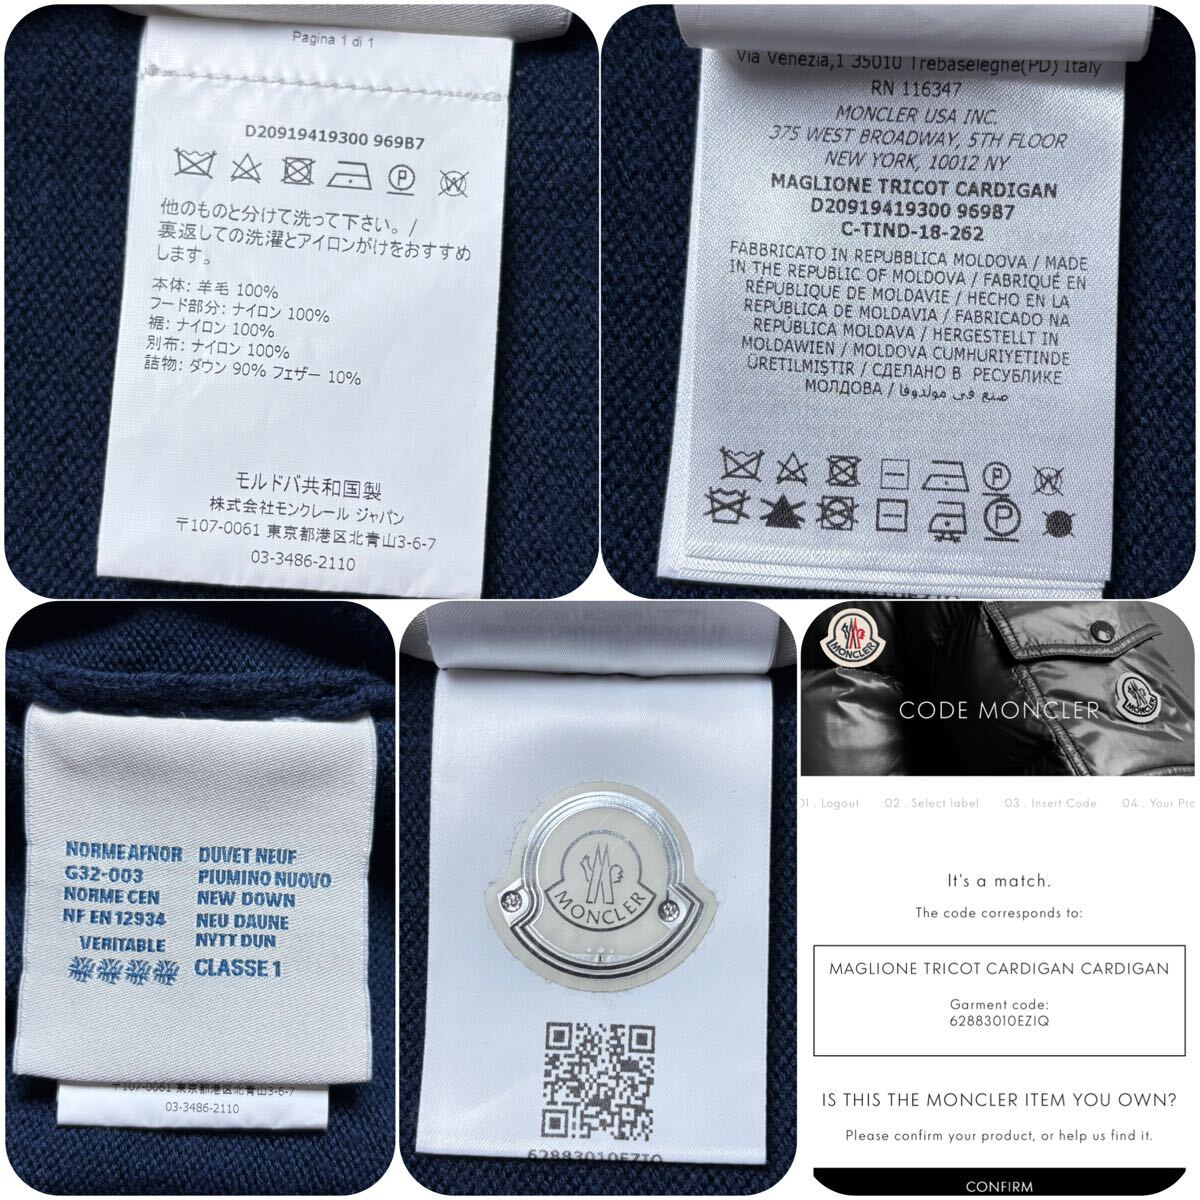 Pagina 1 di 1
D20919419300 969B7
P
W
他のものと分けて洗って下さい。/
裏返しての洗濯とアイロンがけをおすすめ
します。
本体: 羊毛 100%
フード部分: ナイロン 100%
裾: ナイロン 100%
別布: ナイロン 100%
詰物: ダウン 90% フェザー 10%
モルドバ共和国製
株式会社モンクレール ジャパン
〒107-0061 東京都港区北青山3-6-7
03-3486-2110
Via Venezia,1 35010 Trebaseleghe(PD) Italy
RN 116347
MONCLER USA INC.
375 WEST BROADWAY, 5TH FLOOR
NEW YORK, 10012 NY
MAGLIONE TRICOT CARDIGAN
D20919419300 969B7
C-TIND-18-262
FABBRICATO IN REPUBBLICA MOLDOVA / MADE
IN THE REPUBLIC OF MOLDOVA / FABRIQUÉ EN
RÉPUBLIQUE DE MOLDAVIE / HECHO EN LA
REPÚBLICA DE MOLDAVIA / FABRICADO NA
REPÚBLICA MOLDAVA / HERGESTELLT IN
MOLDAWIEN / MOLDOVA CUMHURIYETINDE
ÜRETILMIŞTIR / СДЕЛАНО В РЕСУБЛИКЕ
МОЛДОВА / صنع في مولدوفا
P
W
P
NORME AFNOR
G32-003
NORME CEN
NF EN 12934
VERITABLE
DUVET NEUF
PIUMINO NUOVO
NEW DOWN
NEU DAUNE
NYTT DUN
CLASSE 1
〒107-0061 東京都港区北青山3-6-7
03-3486-2110
MONCLER
62883010EZIQ
MONCLER
MONCLER
CODE MONCLER
01 . Logout
02 . Select label
03 . Insert Code
04 . Your Pro
It's a match.
The code corresponds to:
MAGLIONE TRICOT CARDIGAN CARDIGAN
Garment code:
62883010EZIQ
IS THIS THE MONCLER ITEM YOU OWN?
Please confirm your product, or help us find it.
CONFIRM